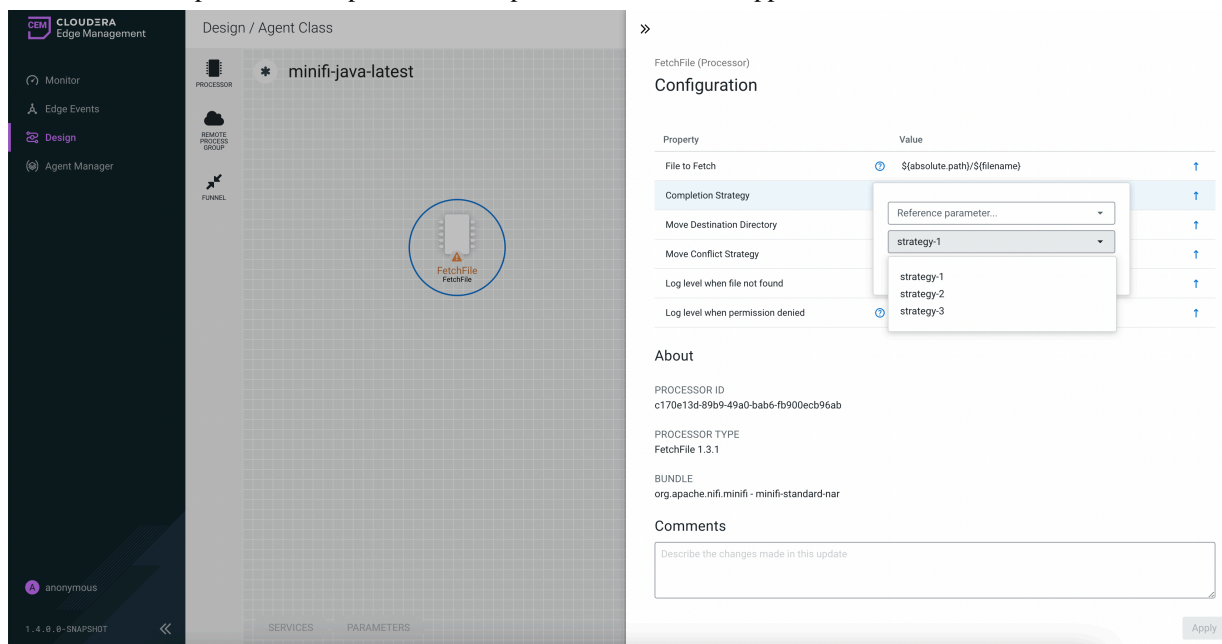 CEM
CLOUDERA
Edge Management
Monitor
Edge Events
Design
Agent Manager
A anonymous
1.4.0.0-SNAPSHOT
Design / Agent Class
PROCESSOR
REMOTE
PROCESS
GROUP
FUNNEL
minifi-java-latest
FetchFile
FetchFile
SERVICES PARAMETERS
FetchFile (Processor)
Configuration
Property Value
File to Fetch ${absolute.path}/${filename}
Completion Strategy
Reference parameter...
Move Destination Directory
strategy-1
Move Conflict Strategy
Log level when file not found
strategy-1
strategy-2
strategy-3
Log level when permission denied
About
PROCESSOR ID
c170e13d-89b9-49a0-bab6-fb900ecb96ab
PROCESSOR TYPE
FetchFile 1.3.1
BUNDLE
org.apache.nifi.minifi - minifi-standard-nar
Comments
Describe the changes made in this update
Apply